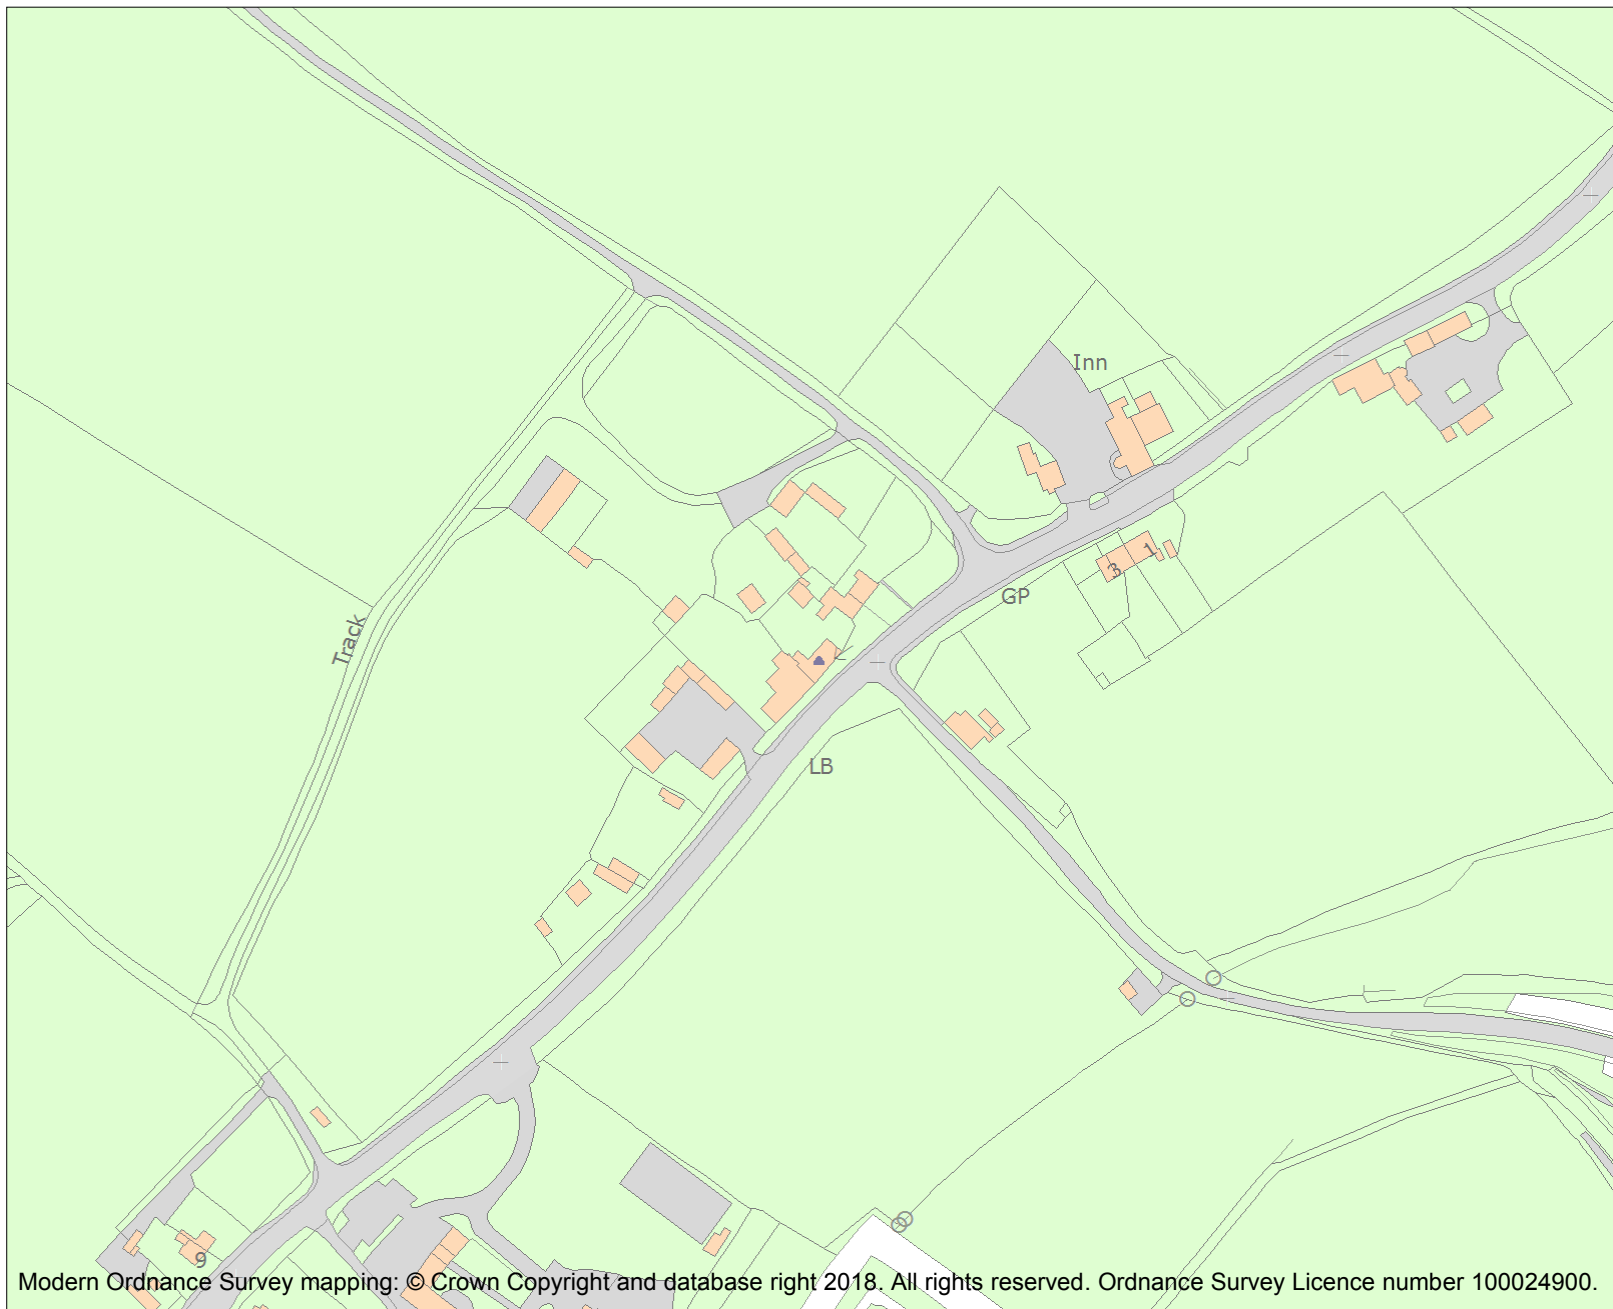 Inn
1
3
GP
Track
LB
9
Modern Ordnance Survey mapping: © Crown Copyright and database right 2018. All rights reserved. Ordnance Survey Licence number 100024900.